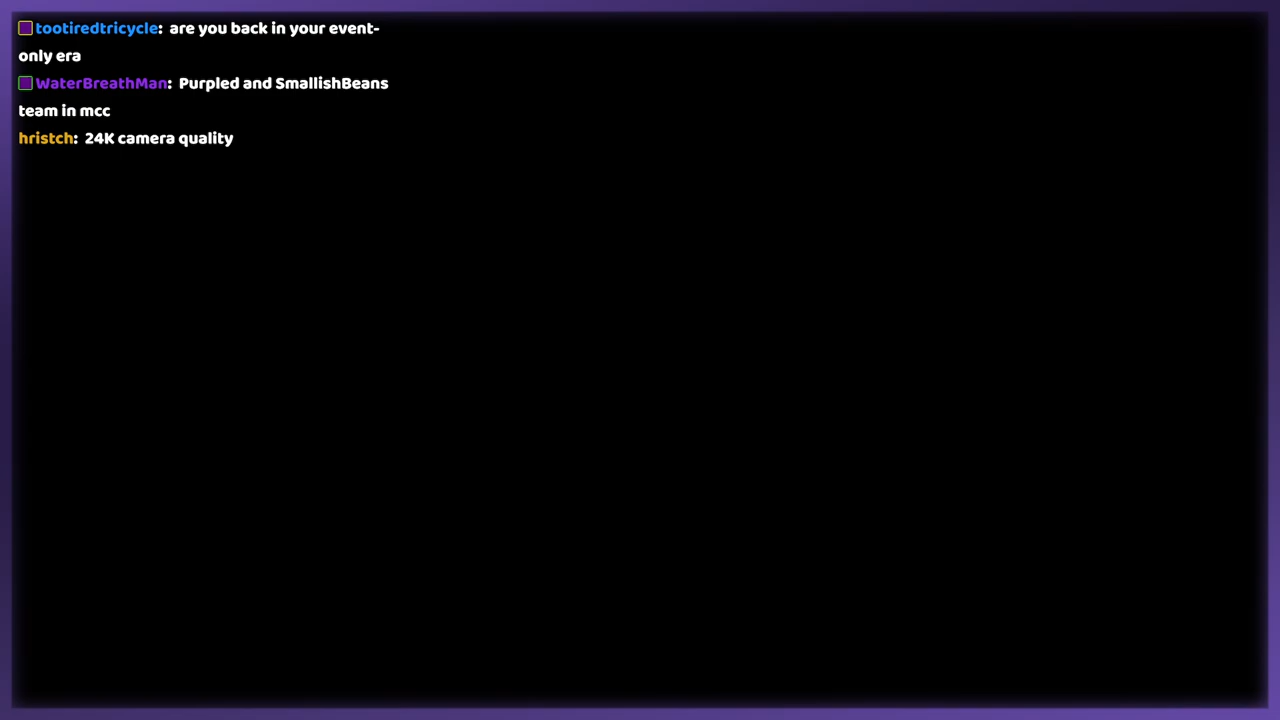 tootiredtricycle: are you back in your event-
only era
WaterBreathMan: Purpled and SmallishBeans
team in mcc
hristch: 24K camera quality